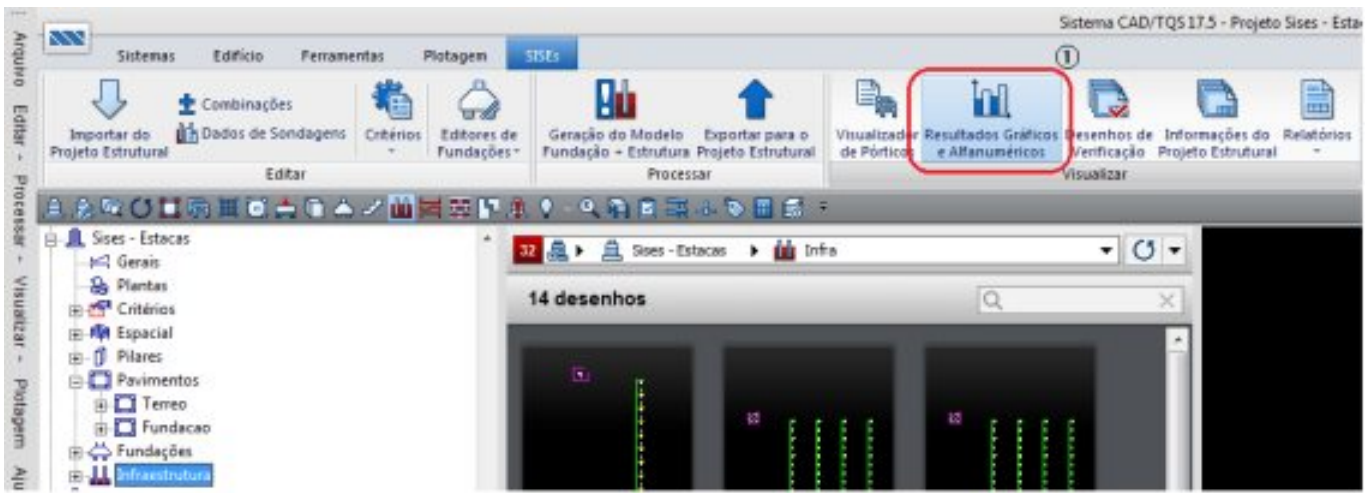 Sistema CAD/TQS 17.5 - Projeto Sises - Esta
Arquivo Editar Processar Visualizar Plotagem Aju
Sistemas Edifício Ferramentas Plotagem SISEs
1
Importar do
Projeto Estrutural
Combinações
Dados de Sondagens
Critérios
Editores de
Fundações
Editar
Geração do Modelo
Fundação + Estrutura
Exportar para o
Projeto Estrutural
Processar
Visualizador
de Pórticos
Resultados Gráficos
e Alfanuméricos
Desenhos de
Verificação
Informações do
Projeto Estrutural
Relatórios
Visualizar
Sises - Estacas
Gerais
Plantas
Critérios
Espacial
Pilares
Pavimentos
Terreo
Fundacao
Fundações
Infraestrutura
32 Sises - Estacas Infra
14 desenhos